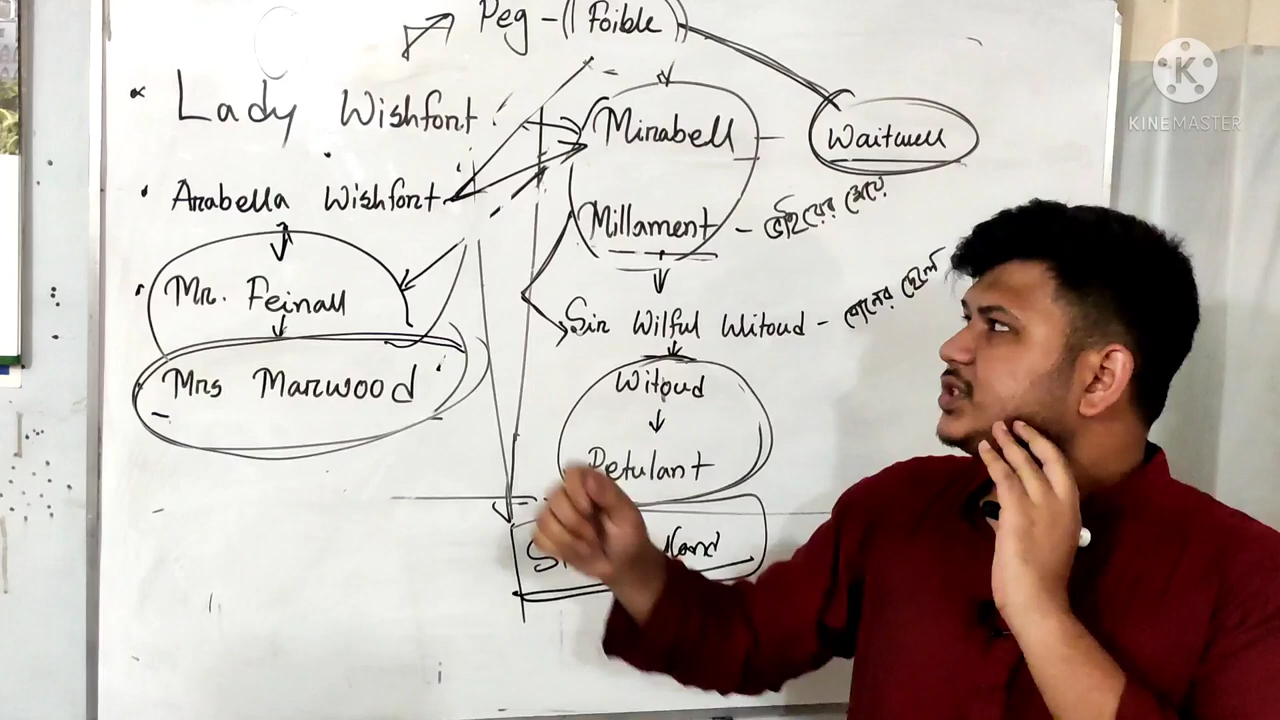 Peg - Foible
Lady Wishfort
Mirabell - Waitwell
Arabella Wishfort
Millament - ভাইয়ের মেয়ে
Mr. Feinall
Sir Wilful Witoud - বোনের ছেলে
Mrs Marwood
Witoud
Petulant
K
KINEMASTER